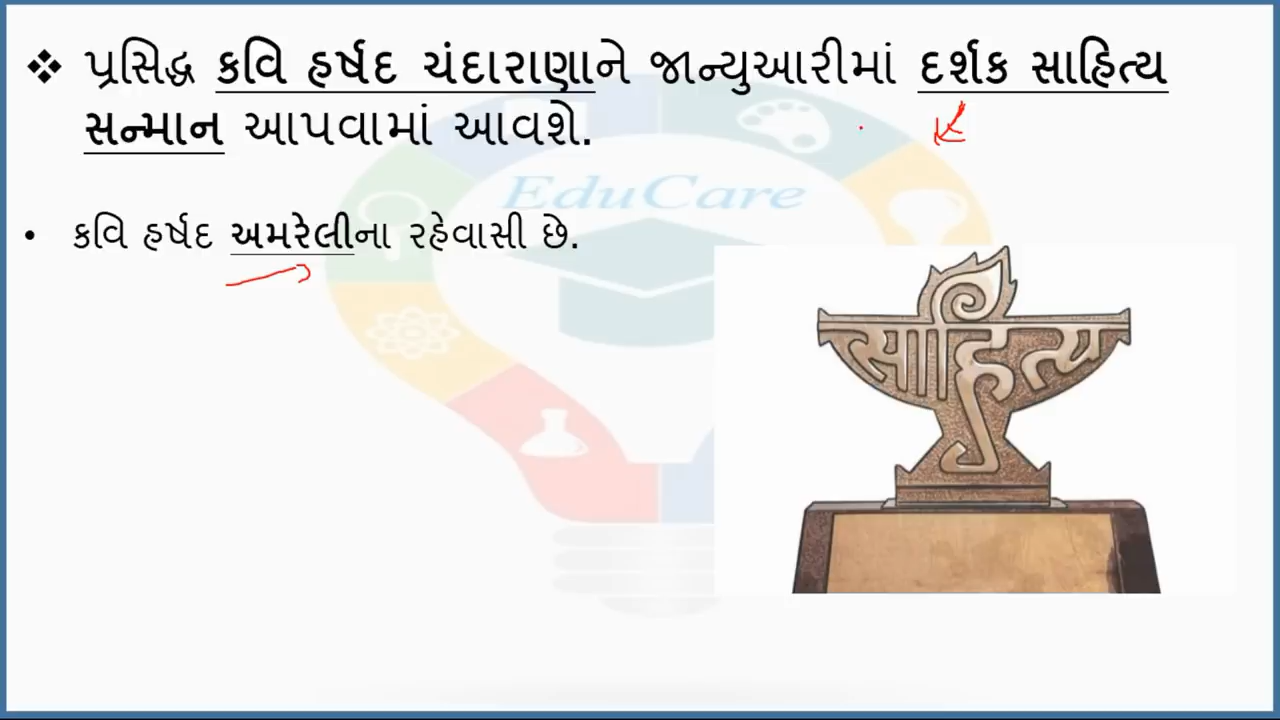 ❖ પ્રસિદ્ધ કવિ હર્ષદ ચંદારાણાને જાન્યુઆરીમાં દર્શક સાહિત્ય
સન્માન આપવામાં આવશે.
EduCare
• કવિ હર્ષદ અમરેલીના રહેવાસી છે.
साहित्य